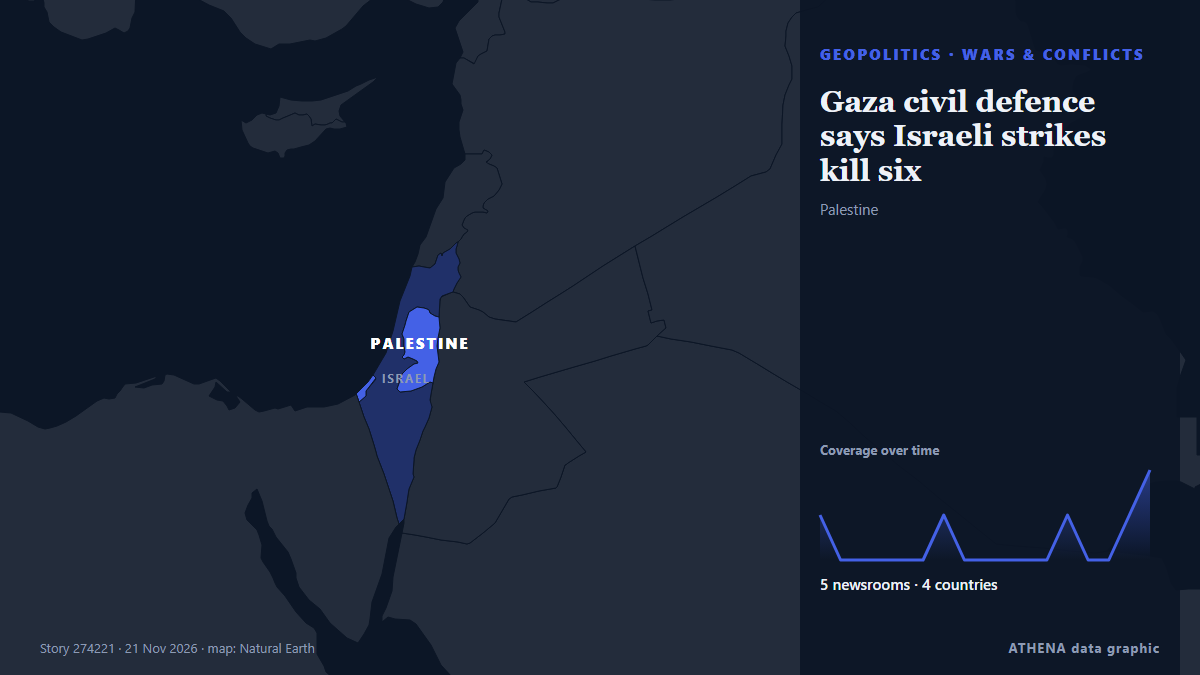 GEOPOLITICS · WARS & CONFLICTS
Gaza civil defence
says Israeli strikes
kill six
Palestine
PALESTINE
ISRAEL
Coverage over time
5 newsrooms · 4 countries
Story 274221 · 21 Nov 2026 · map: Natural Earth
ATHENA data graphic